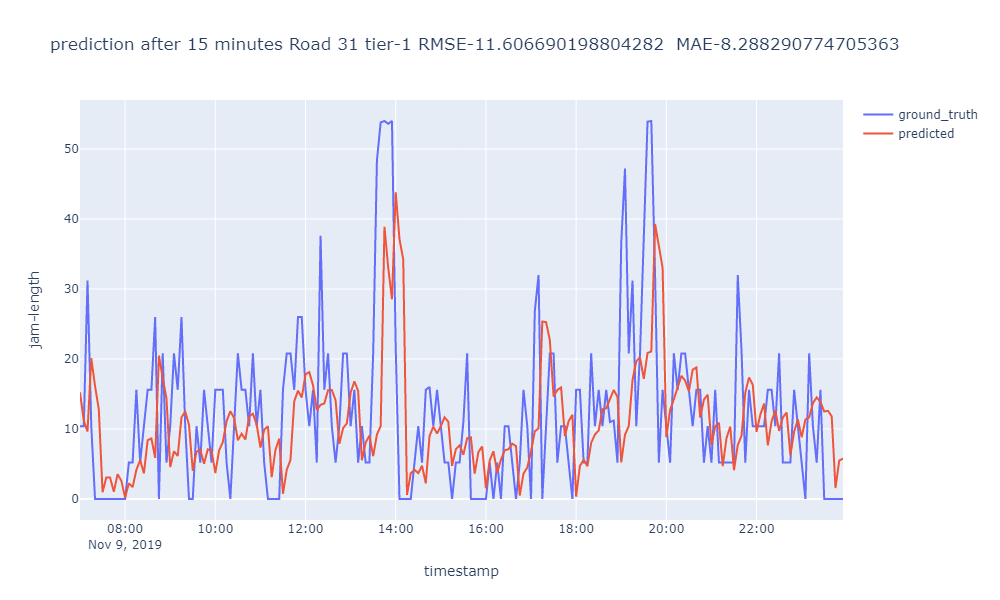 prediction after 15 minutes Road 31 tier-1 RMSE-11.606690198804282  MAE-8.288290774705363
ground_truth
predicted
50
40
30
20
10
0
jam-length
08:00 10:00 12:00 14:00 16:00 18:00 20:00 22:00
Nov 9, 2019
timestamp